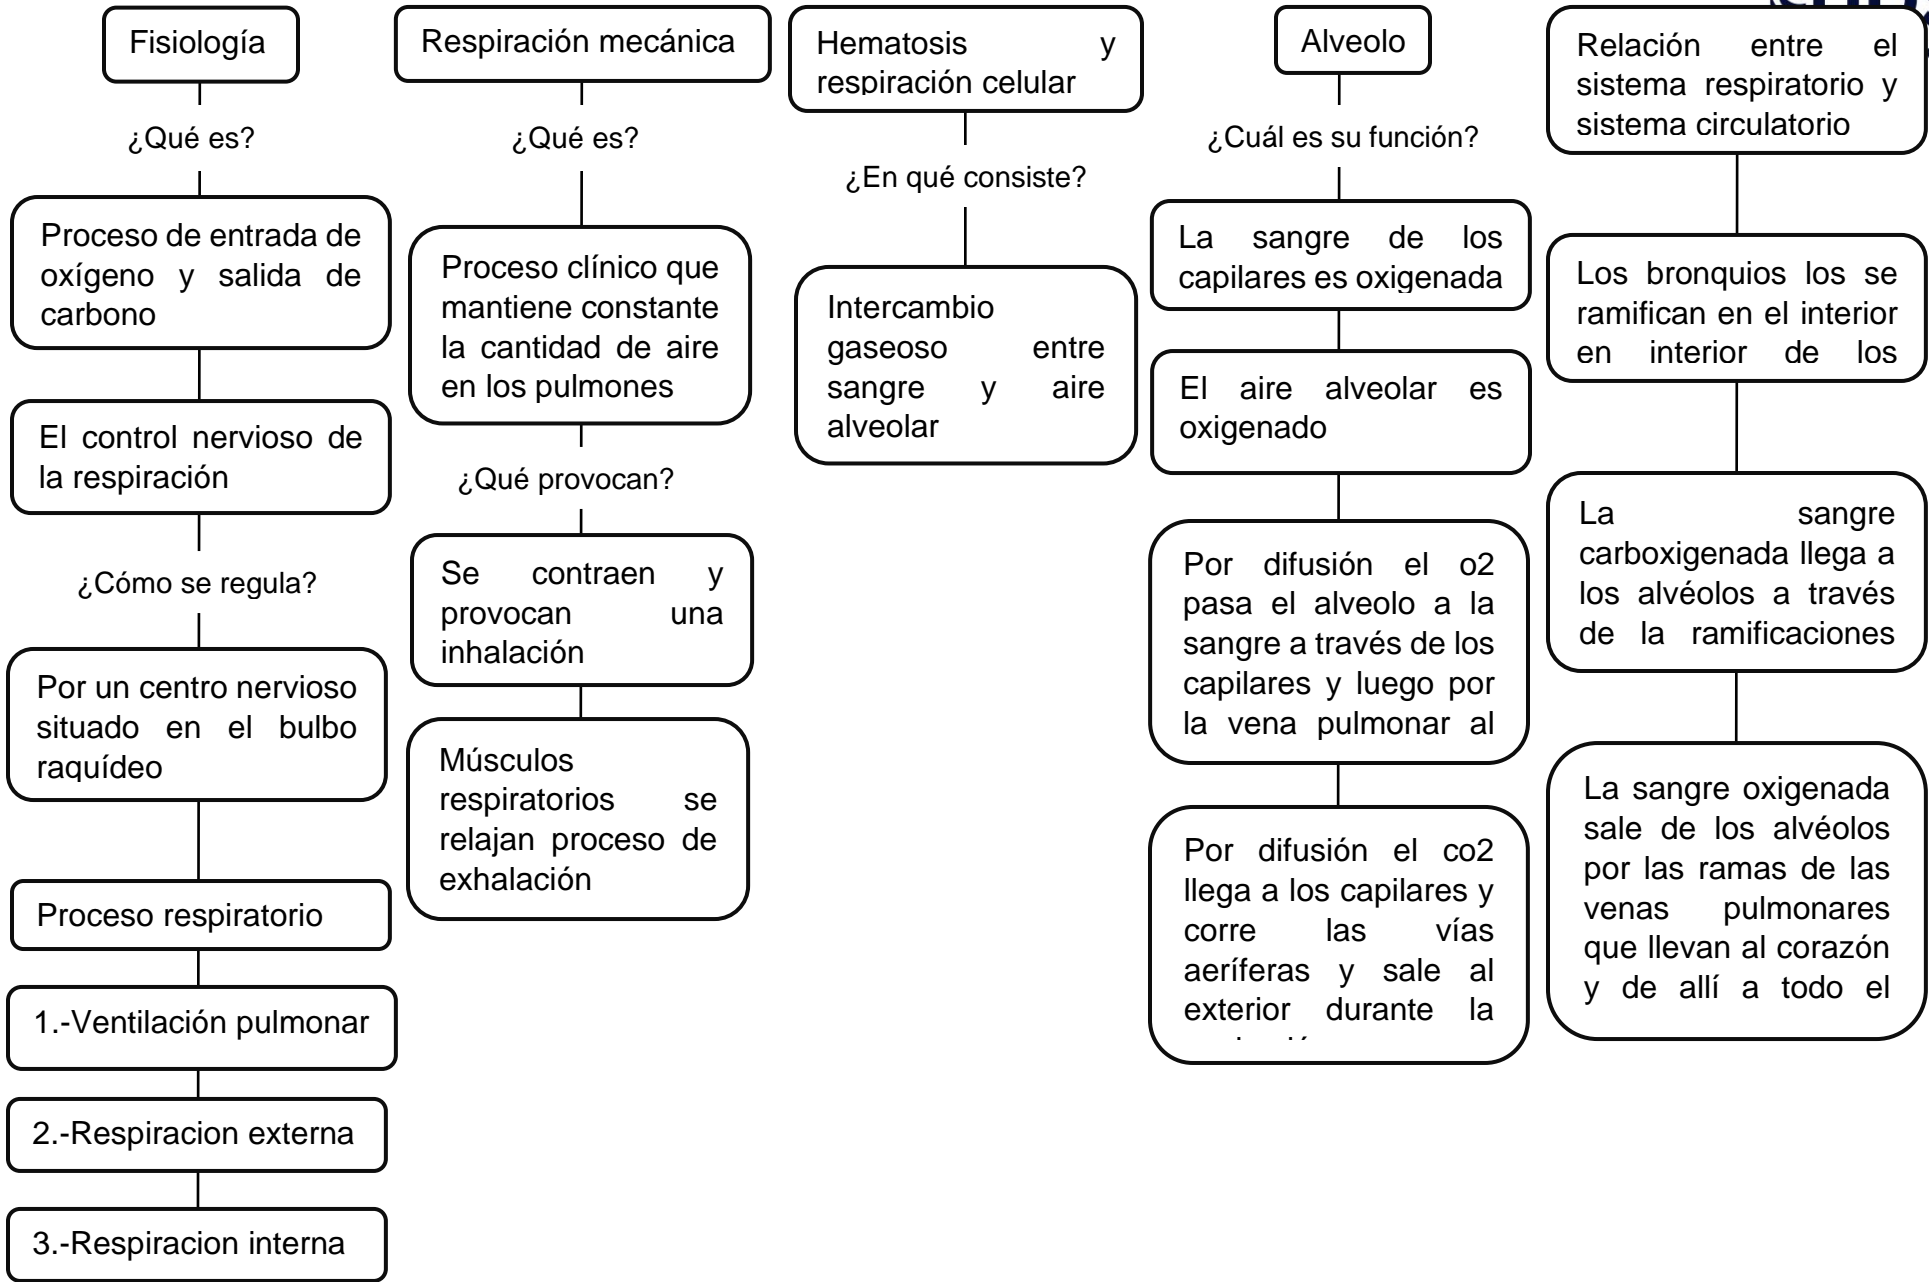 Fisiología
¿Qué es?
Proceso de entrada de
oxígeno y salida de
carbono
El control nervioso de
la respiración
¿Cómo se regula?
Por un centro nervioso
situado en el bulbo
raquídeo
Proceso respiratorio
1.-Ventilación pulmonar
2.-Respiracion externa
3.-Respiracion interna
Respiración mecánica
¿Qué es?
Proceso clínico que
mantiene constante
la cantidad de aire
en los pulmones
¿Qué provocan?
Se contraen y
provocan una
inhalación
Músculos
respiratorios se
relajan proceso de
exhalación
Hematosis y
respiración celular
¿En qué consiste?
Intercambio
gaseoso entre
sangre y aire
alveolar
Alveolo
¿Cuál es su función?
La sangre de los
capilares es oxigenada
El aire alveolar es
oxigenado
Por difusión el o2
pasa el alveolo a la
sangre a través de los
capilares y luego por
la vena pulmonar al
Por difusión el co2
llega a los capilares y
corre las vías
aeríferas y sale al
exterior durante la
Relación entre el
sistema respiratorio y
sistema circulatorio
Los bronquios los se
ramifican en el interior
en interior de los
La sangre
carboxigenada llega a
los alvéolos a través
de la ramificaciones
La sangre oxigenada
sale de los alvéolos
por las ramas de las
venas pulmonares
que llevan al corazón
y de allí a todo el